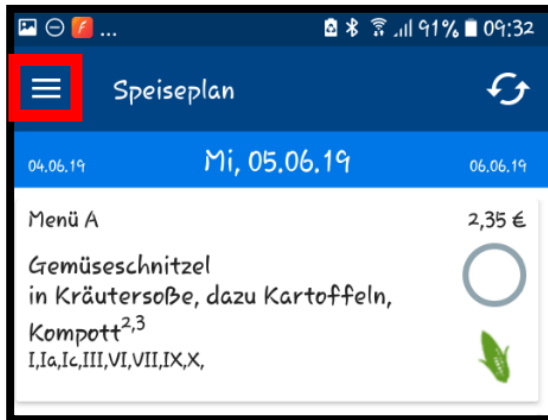 ... 91% 09:32
Speiseplan
04.06.19 Mi, 05.06.19 06.06.19
Menü A 2,35 €
Gemüseschnitzel
in Kräutersoße, dazu Kartoffeln,
Kompott2,3
I,Ia,Ic,III,VI,VII,IX,X,